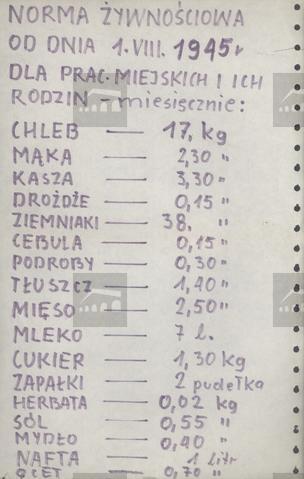 NORMA ŻYWNOŚCIOWA
OD DNIA 1. VIII. 1945 r
DLA PRAC. MIEJSKICH I ICH
RODZIN - miesięcznie:
CHLEB — 17, kg
MĄKA — 2,30 "
KASZA — 3,30 "
DROŻDŻE — 0,15 "
ZIEMNIAKI — 38. "
CEBULA — 0,15 "
PODROBY — 0,30 "
TŁUSZCZ — 1,40 "
MIĘSO — 2,50 "
MLEKO — 7 l.
CUKIER — 1,30 kg
ZAPAŁKI — 2 pudełka
HERBATA — 0,02 kg
SÓL — 0,55 "
MYDŁO — 0,40 "
NAFTA — 1 litr
OCET — 0,70 "